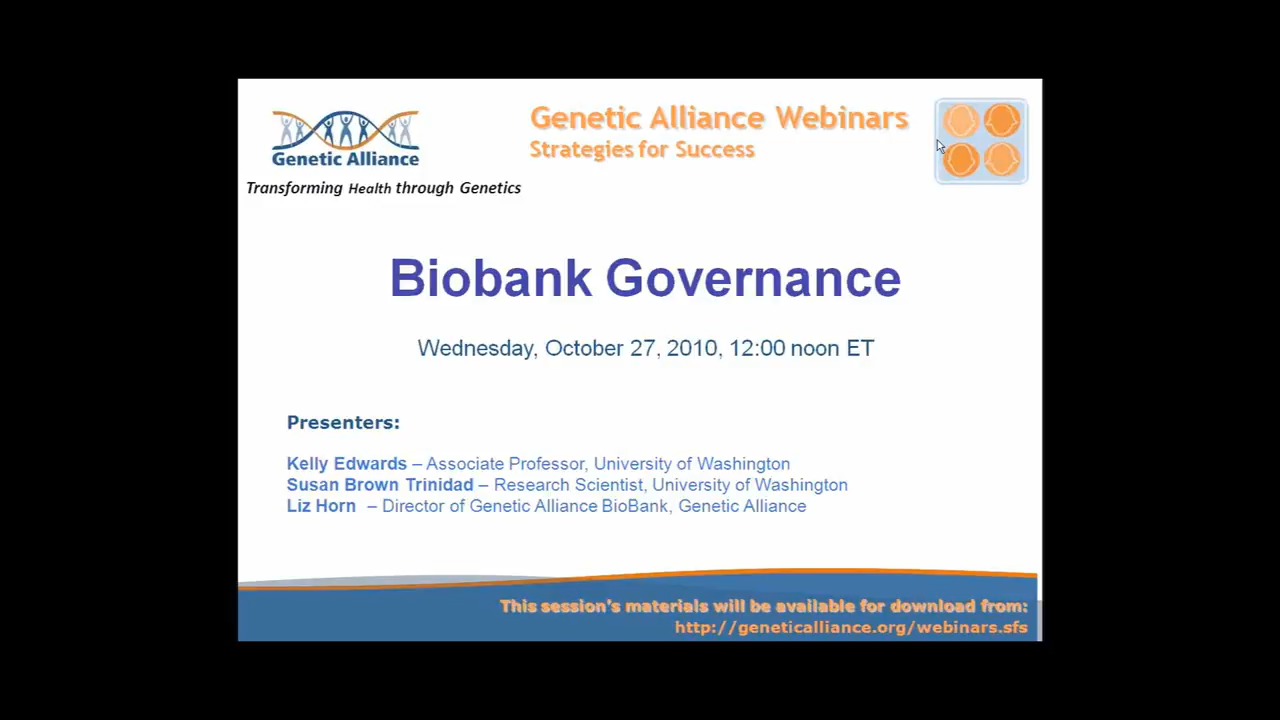 Genetic Alliance
Transforming Health through Genetics
Genetic Alliance Webinars
Strategies for Success
Biobank Governance
Wednesday, October 27, 2010, 12:00 noon ET
Presenters:
Kelly Edwards – Associate Professor, University of Washington
Susan Brown Trinidad – Research Scientist, University of Washington
Liz Horn – Director of Genetic Alliance BioBank, Genetic Alliance
This session's materials will be available for download from:
http://geneticalliance.org/webinars.sfs